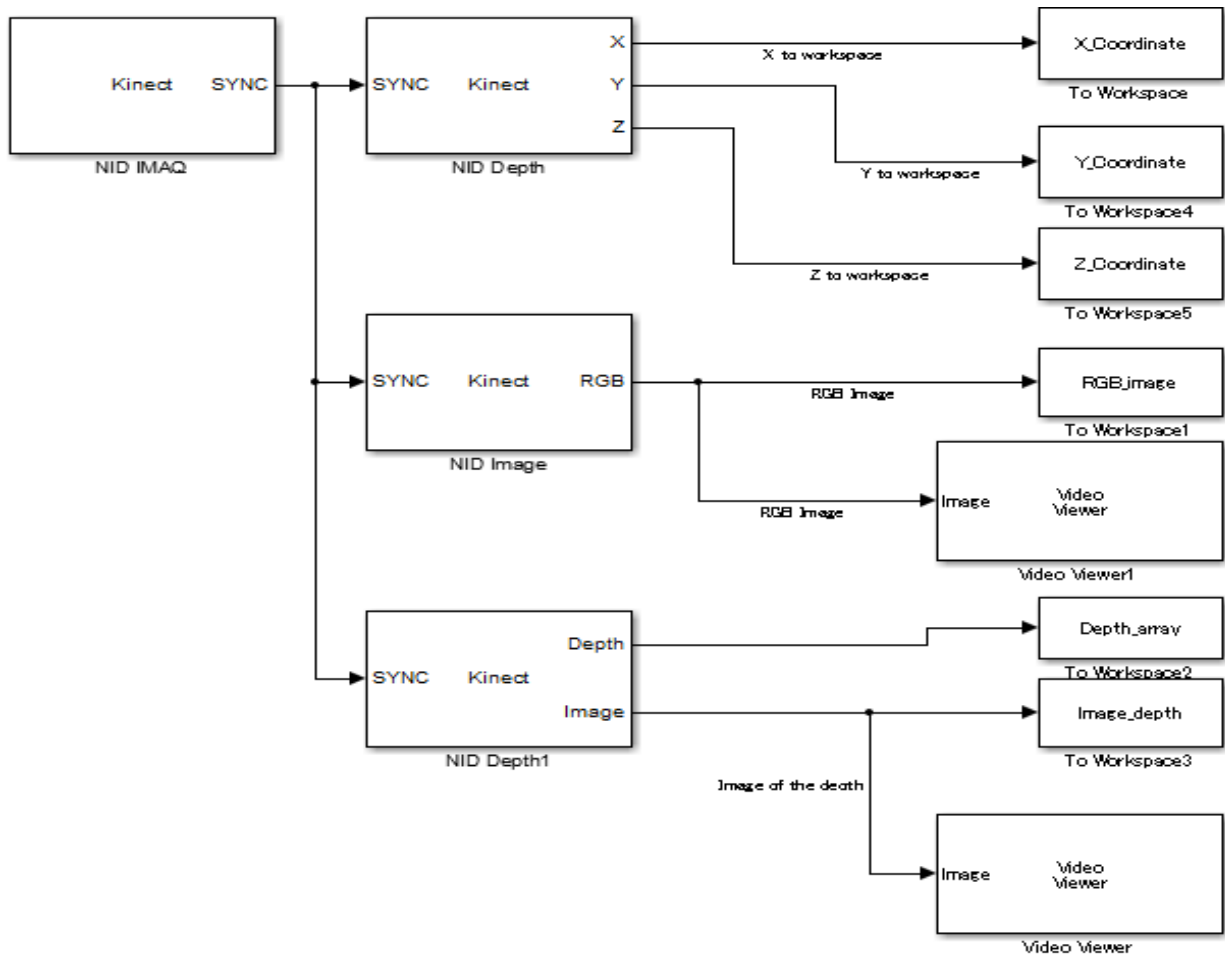 Kinect SYNC
NID IMAQ
SYNC Kinect X
Y
Z
NID Depth
X to workspace
X_Coordinate
To Workspace
Y to workspace
Y_Coordinate
To Workspace4
Z to workspace
Z_Coordinate
To Workspace5
SYNC Kinect RGB
NID Image
RGB Image
RGB_image
To Workspace1
RGB Image
Image Video
Viewer
Video Viewer1
SYNC Kinect Depth
Image
NID Depth1
Depth_array
To Workspace2
Image_depth
To Workspace3
Image of the death
Image Video
Viewer
Video Viewer